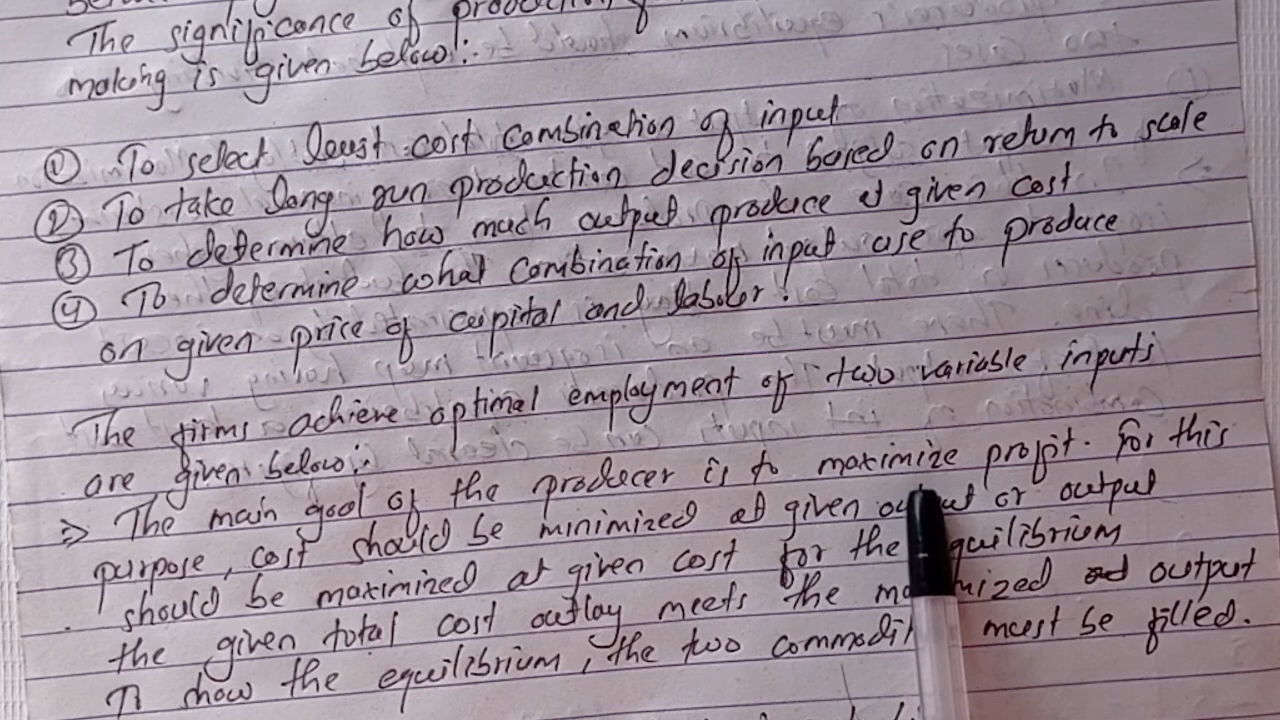 The significance of production
making is given below:.
① To select least cost combination of input
② To take long run production decision based on return to scale
③ To determine how much output produce at given cost
④ To determine what combination of input use to produce
on given price of capital and labolor!
The firms achieve optimal employment of two variable inputs
are given below:.
⇒ The main goal of the producer is to maximize profit. For this
purpose, cost should be minimized at given output or output
should be maximized at given cost for the equilibrium
the given total cost outlay meets the output
To show the equilibrium, the two must be filled.